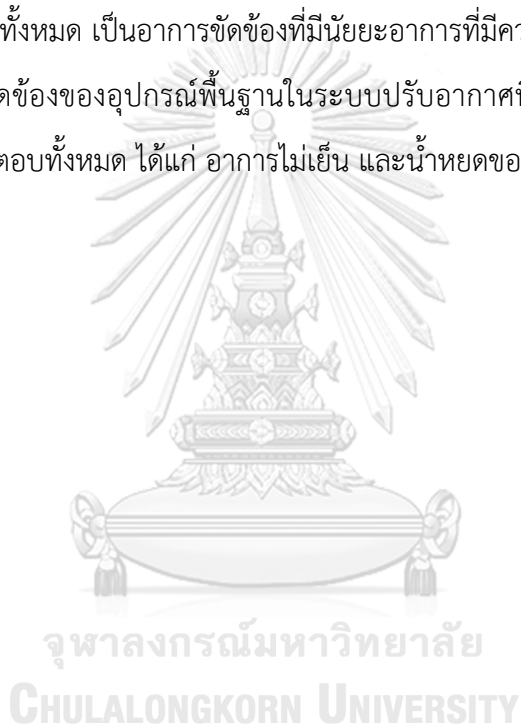 ทั้งหมด เป็นอาการขัดข้องที่มีนัยยะอาการที่มีคว
ดข้องของอุปกรณ์พื้นฐานในระบบปรับอากาศที
ตอบทั้งหมด ได้แก่ อาการไม่เย็น และน้ำหยดขอ
จุฬาลงกรณ์มหาวิทยาลัย
CHULALONGKORN UNIVERSITY